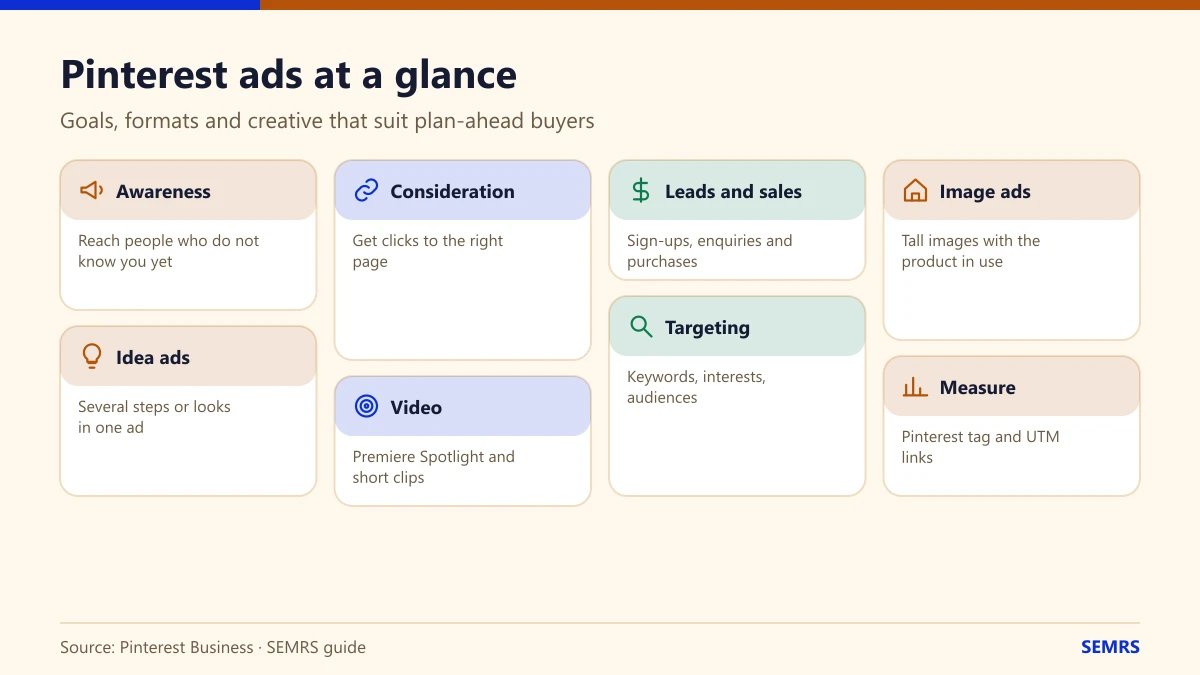 Pinterest ads at a glance
Goals, formats and creative that suit plan-ahead buyers
Awareness
Reach people who do not
know you yet
Consideration
Get clicks to the right
page
Leads and sales
Sign-ups, enquiries and
purchases
Image ads
Tall images with the
product in use
Idea ads
Several steps or looks
in one ad
Video
Premiere Spotlight and
short clips
Targeting
Keywords, interests,
audiences
Measure
Pinterest tag and UTM
links
Source: Pinterest Business · SEMRS guide
SEMRS